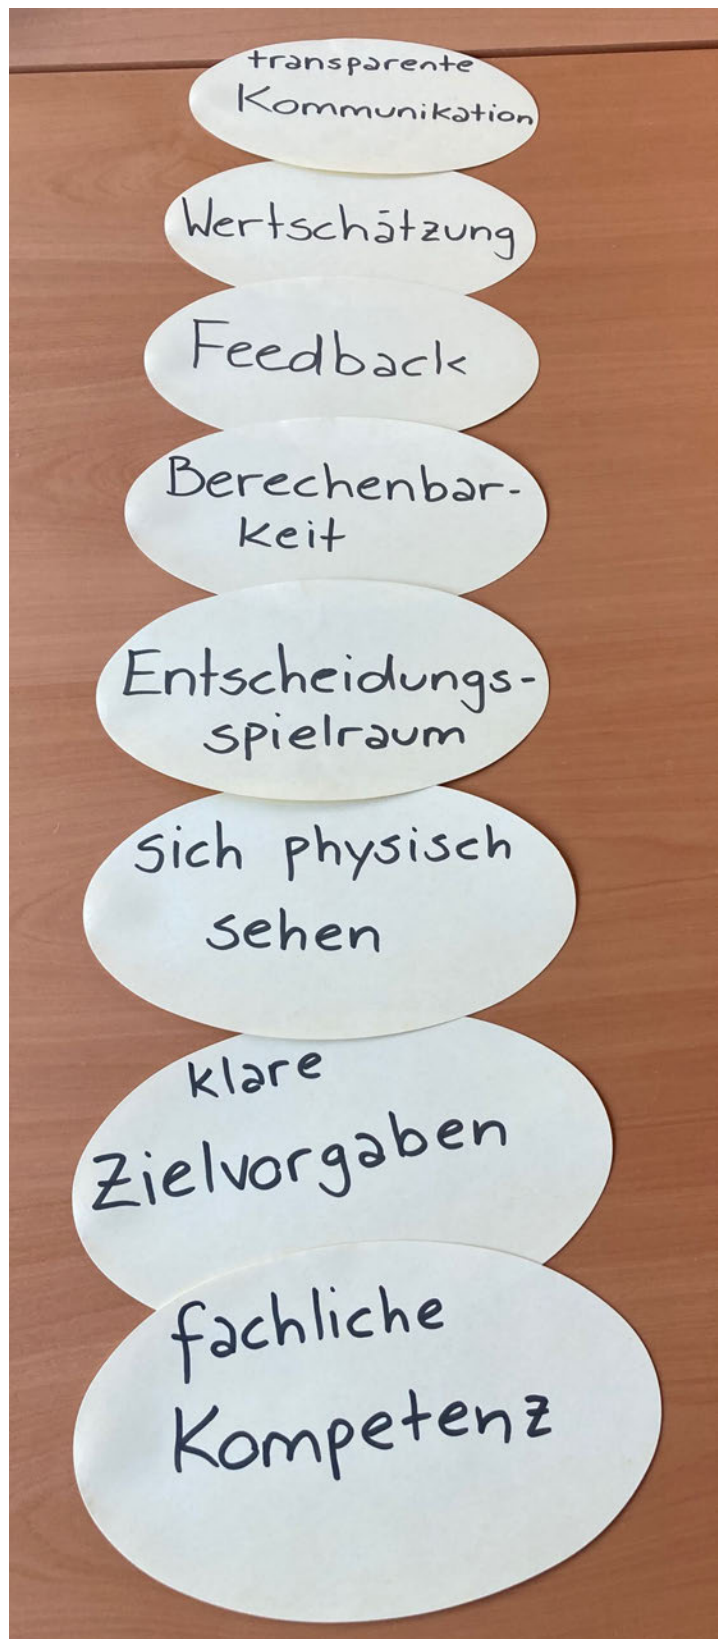 transparente
Kommunikation
Wertschätzung
Feedback
Berechenbar-
keit
Entscheidungs-
spielraum
sich physisch
sehen
klare
Zielvorgaben
fachliche
Kompetenz